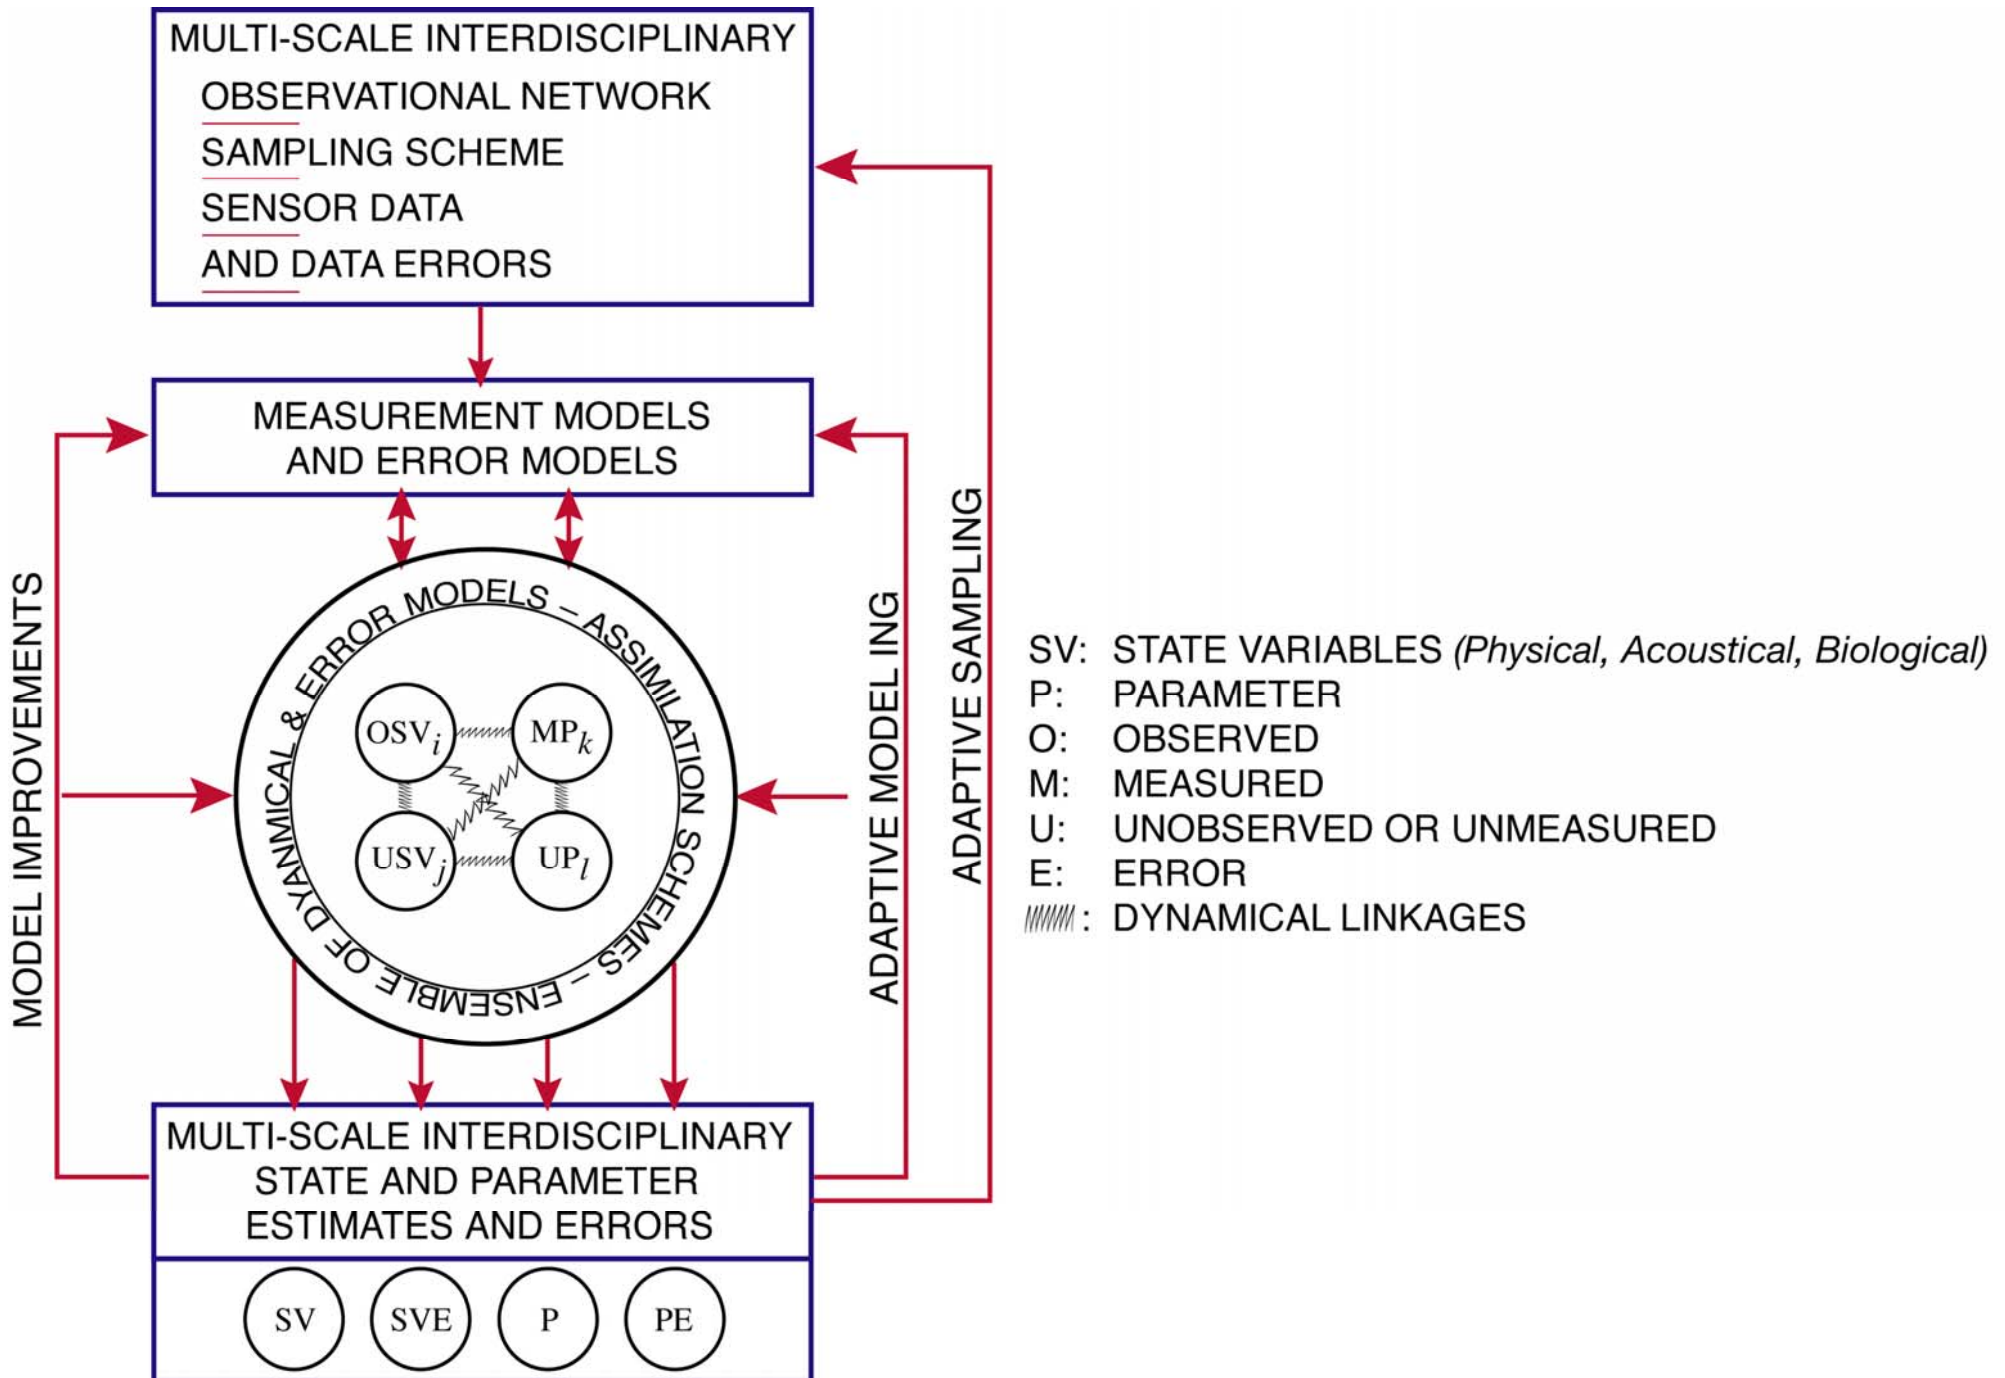 MULTI-SCALE INTERDISCIPLINARY
OBSERVATIONAL NETWORK
SAMPLING SCHEME
SENSOR DATA
AND DATA ERRORS
MEASUREMENT MODELS
AND ERROR MODELS
MODEL IMPROVEMENTS
ENSEMBLE OF DYANMICAL & ERROR MODELS – ASSIMILATION SCHEMES –
OSVi
MPk
USVj
UPl
ADAPTIVE MODEL ING
ADAPTIVE SAMPLING
MULTI-SCALE INTERDISCIPLINARY
STATE AND PARAMETER
ESTIMATES AND ERRORS
SV
SVE
P
PE
SV: STATE VARIABLES (Physical, Acoustical, Biological)
P: PARAMETER
O: OBSERVED
M: MEASURED
U: UNOBSERVED OR UNMEASURED
E: ERROR
: DYNAMICAL LINKAGES